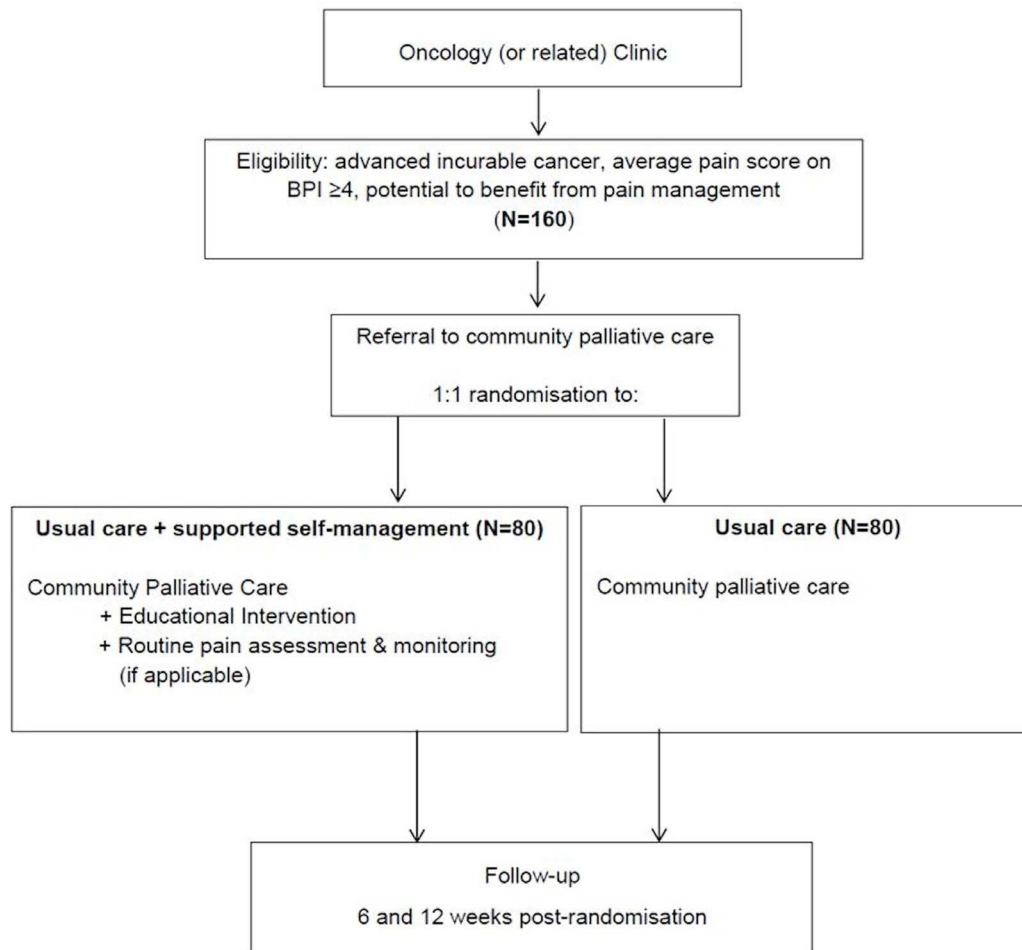 Oncology (or related) Clinic
Eligibility: advanced incurable cancer, average pain score on
BPI ≥4, potential to benefit from pain management
(N=160)
Referral to community palliative care
1:1 randomisation to:
Usual care + supported self-management (N=80)
Community Palliative Care
+ Educational Intervention
+ Routine pain assessment & monitoring
(if applicable)
Usual care (N=80)
Community palliative care
Follow-up
6 and 12 weeks post-randomisation